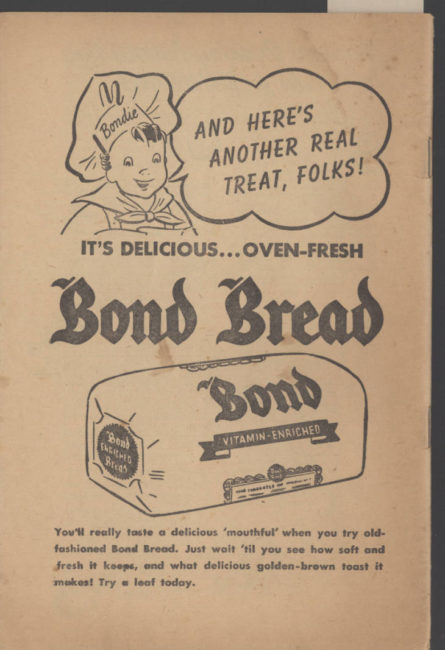 Bondie
AND HERE'S
ANOTHER REAL
TREAT, FOLKS!
IT'S DELICIOUS...OVEN-FRESH
Bond Bread
Bond
VITAMIN-ENRICHED
Bond
ENRICHED
BREAD
You'll really taste a delicious 'mouthful' when you try old-
fashioned Bond Bread. Just wait 'til you see how soft and
fresh it keeps, and what delicious golden-brown toast it
makes! Try a loaf today.